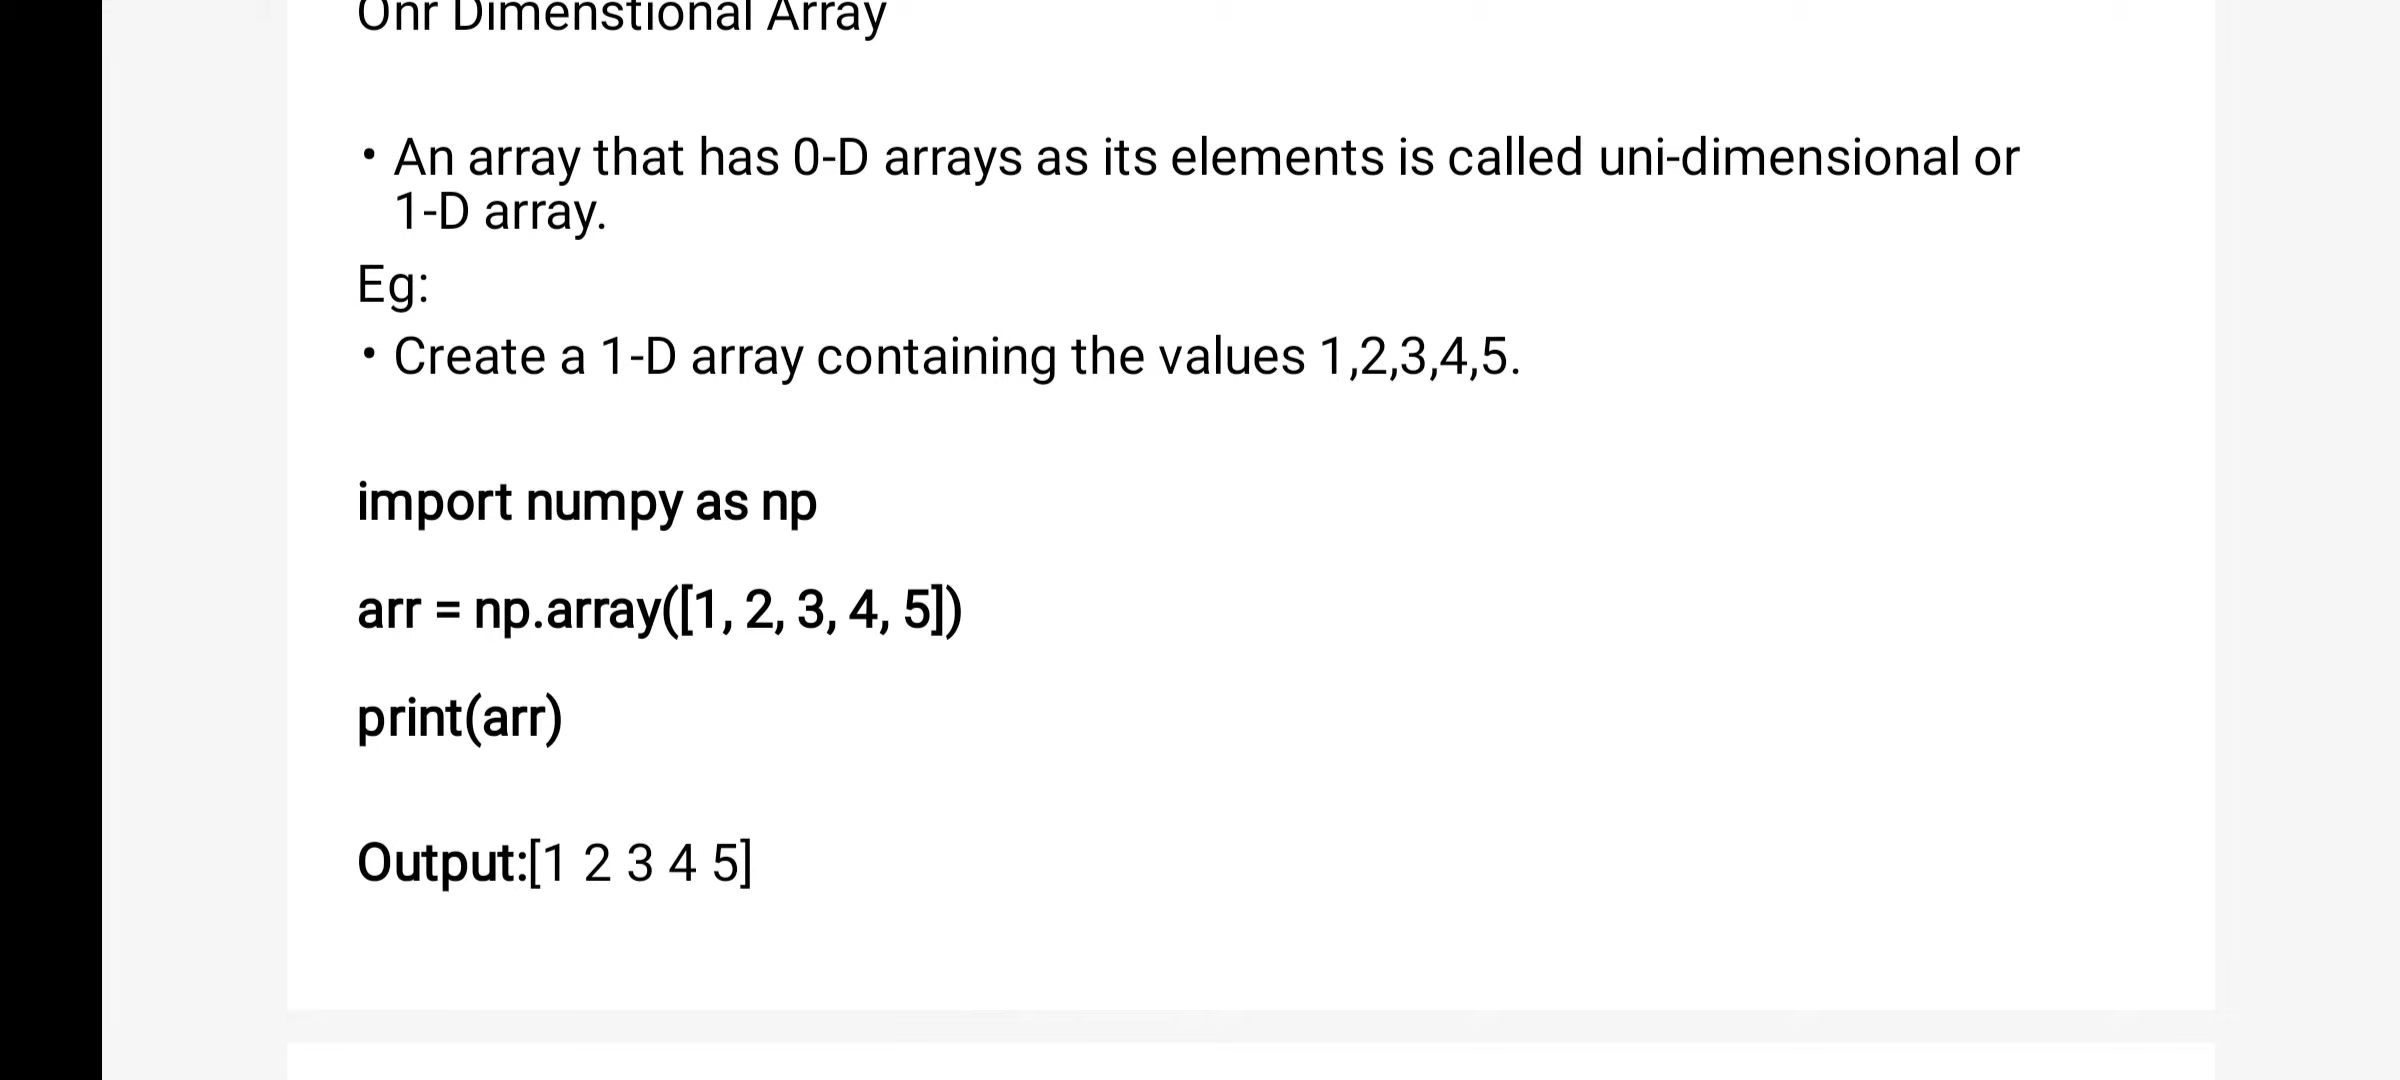 Onr Dimenstional Array
• An array that has 0-D arrays as its elements is called uni-dimensional or
1-D array.
Eg:
• Create a 1-D array containing the values 1,2,3,4,5.
import numpy as np
arr = np.array([1, 2, 3, 4, 5])
print(arr)
Output:[1 2 3 4 5]